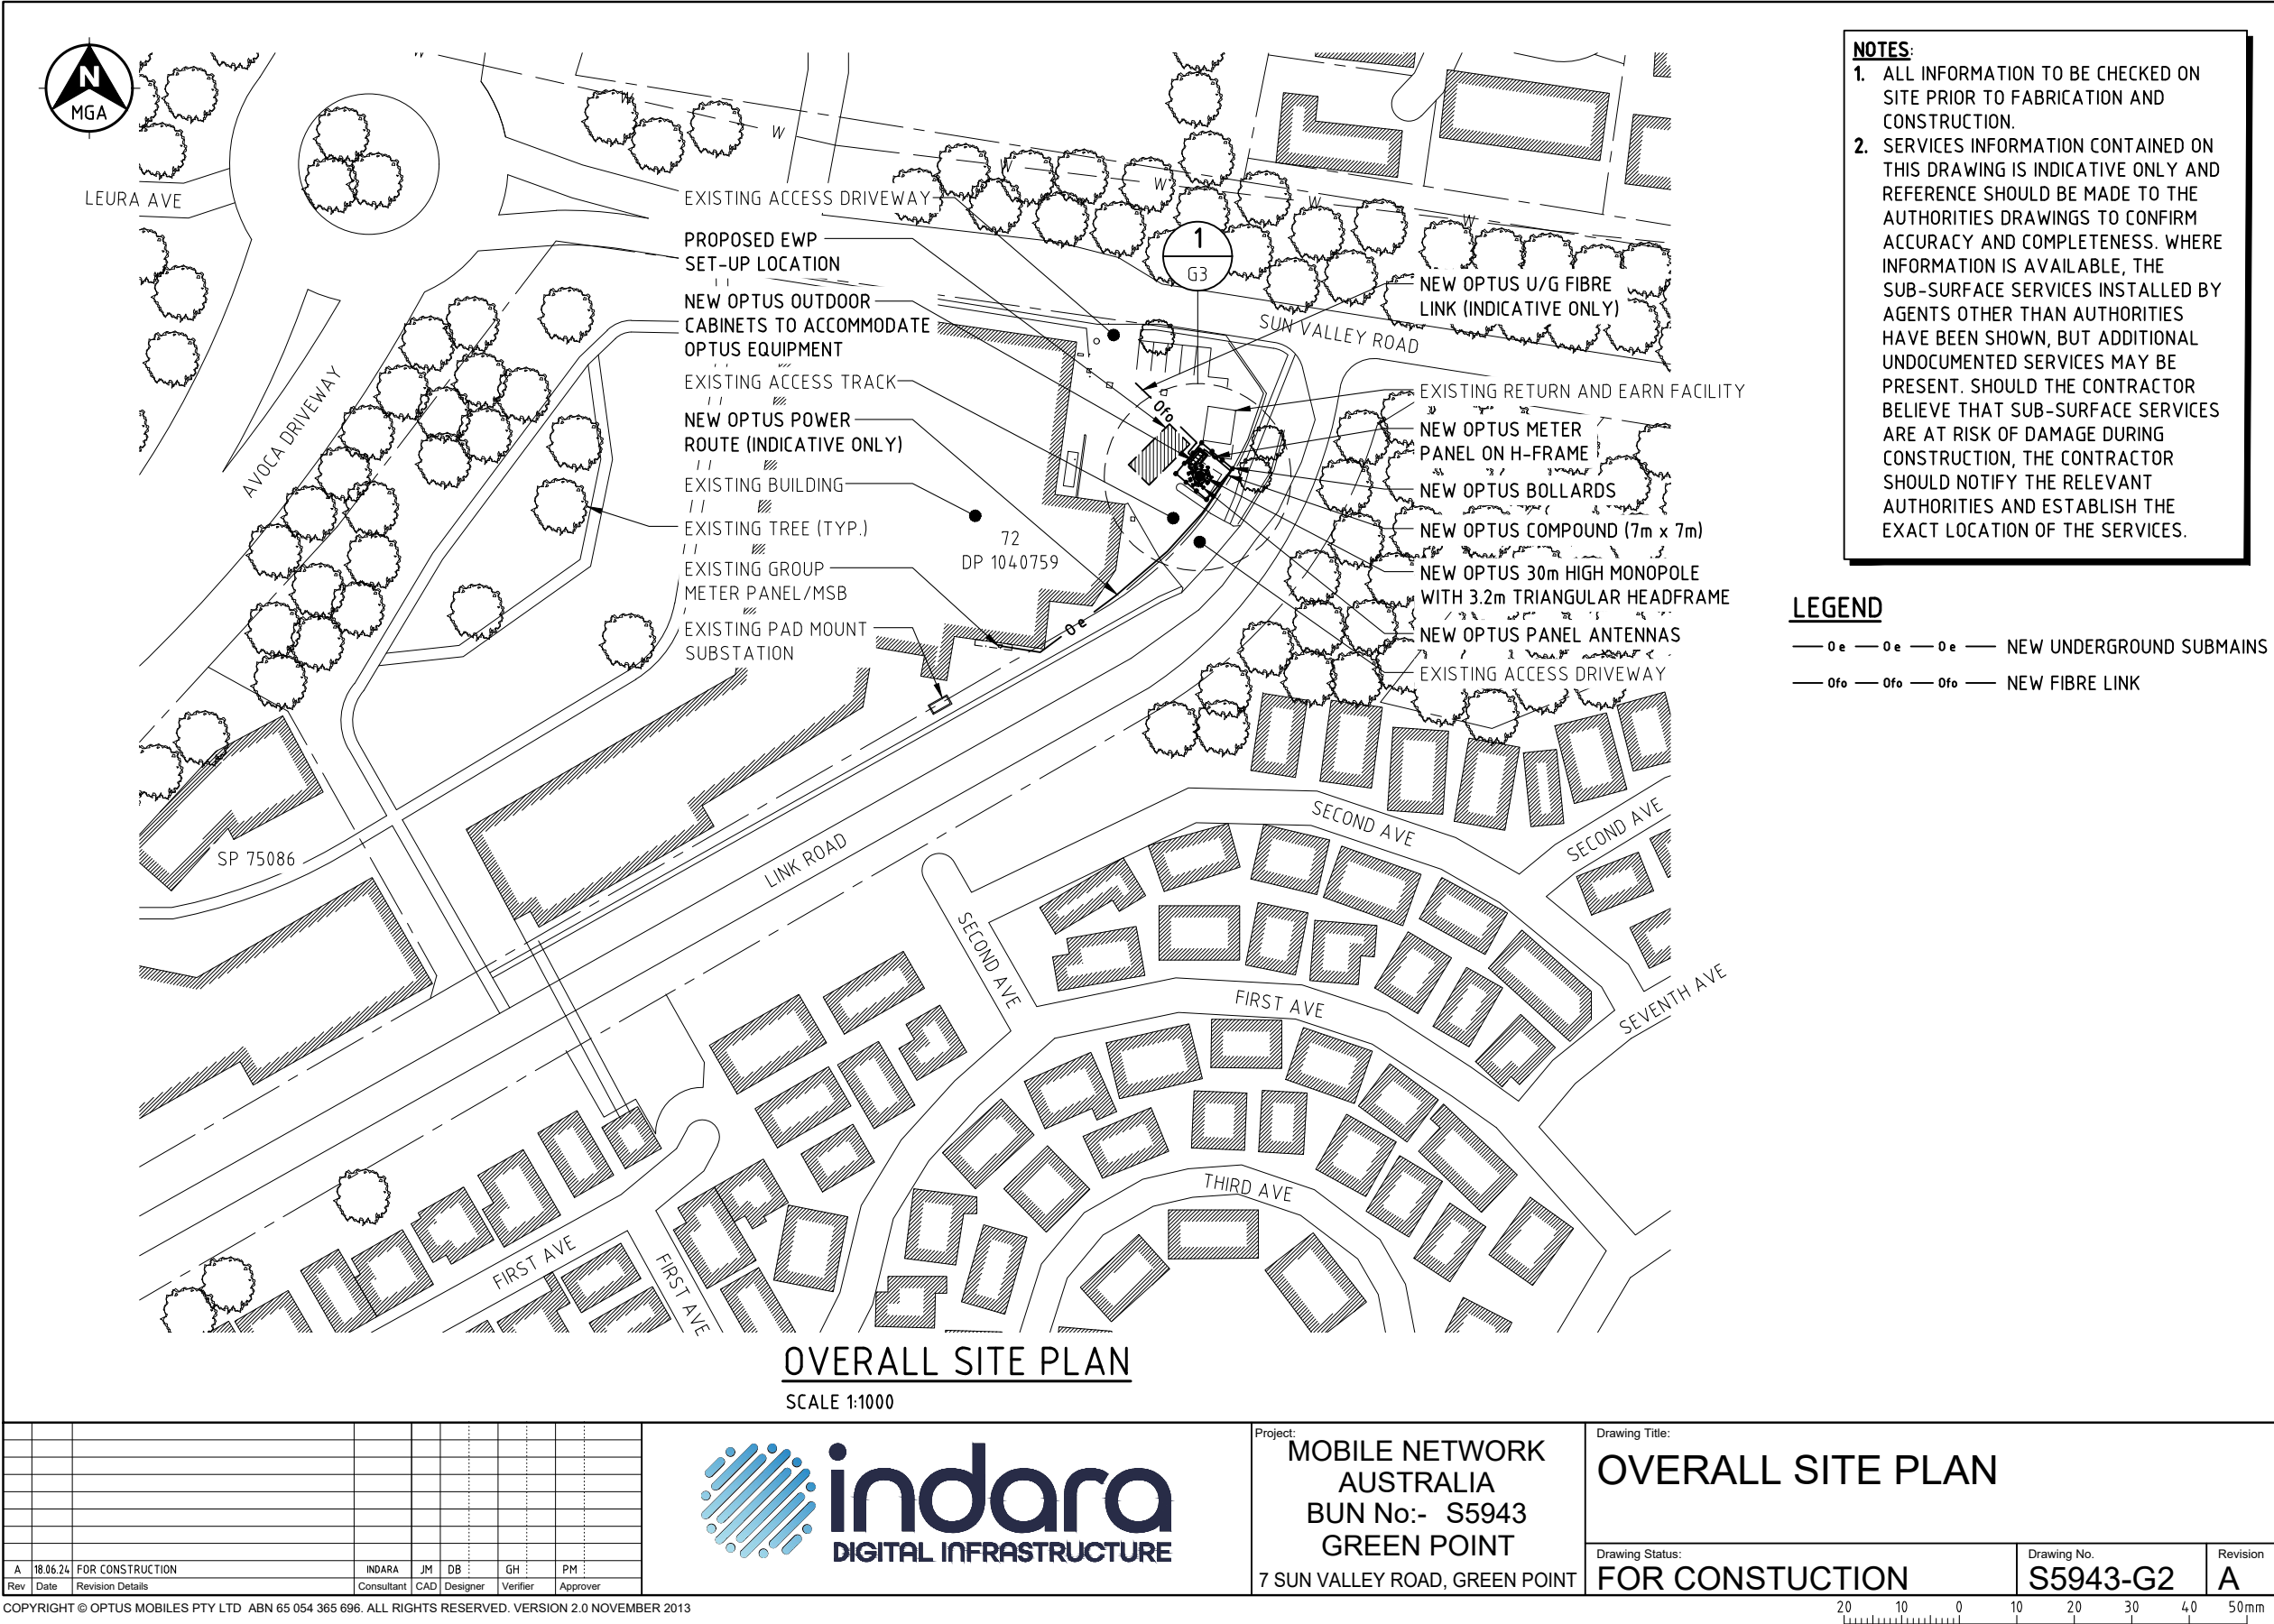 N
MGA
LEURA AVE
AVOCA DRIVEWAY
W
W
W
W
W
W
W
EXISTING ACCESS DRIVEWAY
PROPOSED EWP
SET-UP LOCATION
NEW OPTUS OUTDOOR
CABINETS TO ACCOMMODATE
OPTUS EQUIPMENT
EXISTING ACCESS TRACK
NEW OPTUS POWER
ROUTE (INDICATIVE ONLY)
EXISTING BUILDING
EXISTING TREE (TYP.)
EXISTING GROUP
METER PANEL/MSB
EXISTING PAD MOUNT
SUBSTATION
1
G3
SUN VALLEY ROAD
Ofo
O e
72
DP 1040759
NEW OPTUS U/G FIBRE
LINK (INDICATIVE ONLY)
EXISTING RETURN AND EARN FACILITY
NEW OPTUS METER
PANEL ON H-FRAME
NEW OPTUS BOLLARDS
NEW OPTUS COMPOUND (7m x 7m)
NEW OPTUS 30m HIGH MONOPOLE
WITH 3.2m TRIANGULAR HEADFRAME
NEW OPTUS PANEL ANTENNAS
EXISTING ACCESS DRIVEWAY
SP 75086
LINK ROAD
SECOND AVE
SECOND AVE
SECOND AVE
FIRST AVE
SEVENTH AVE
THIRD AVE
FIRST AVE
FIRST AVE
OVERALL SITE PLAN
SCALE 1:1000
NOTES:
1. ALL INFORMATION TO BE CHECKED ON
SITE PRIOR TO FABRICATION AND
CONSTRUCTION.
2. SERVICES INFORMATION CONTAINED ON
THIS DRAWING IS INDICATIVE ONLY AND
REFERENCE SHOULD BE MADE TO THE
AUTHORITIES DRAWINGS TO CONFIRM
ACCURACY AND COMPLETENESS. WHERE
INFORMATION IS AVAILABLE, THE
SUB-SURFACE SERVICES INSTALLED BY
AGENTS OTHER THAN AUTHORITIES
HAVE BEEN SHOWN, BUT ADDITIONAL
UNDOCUMENTED SERVICES MAY BE
PRESENT. SHOULD THE CONTRACTOR
BELIEVE THAT SUB-SURFACE SERVICES
ARE AT RISK OF DAMAGE DURING
CONSTRUCTION, THE CONTRACTOR
SHOULD NOTIFY THE RELEVANT
AUTHORITIES AND ESTABLISH THE
EXACT LOCATION OF THE SERVICES.
LEGEND
O e O e O e NEW UNDERGROUND SUBMAINS
Ofo Ofo Ofo NEW FIBRE LINK
A 18.06.24 FOR CONSTRUCTION INDARA JM DB GH PM
Rev Date Revision Details Consultant CAD Designer Verifier Approver
indara
DIGITAL INFRASTRUCTURE
Project:
MOBILE NETWORK
AUSTRALIA
BUN No:- S5943
GREEN POINT
7 SUN VALLEY ROAD, GREEN POINT
Drawing Title:
OVERALL SITE PLAN
Drawing Status:
FOR CONSTUCTION
Drawing No.
S5943-G2
Revision
A
COPYRIGHT © OPTUS MOBILES PTY LTD ABN 65 054 365 696. ALL RIGHTS RESERVED. VERSION 2.0 NOVEMBER 2013
20 10 0 10 20 30 40 50mm